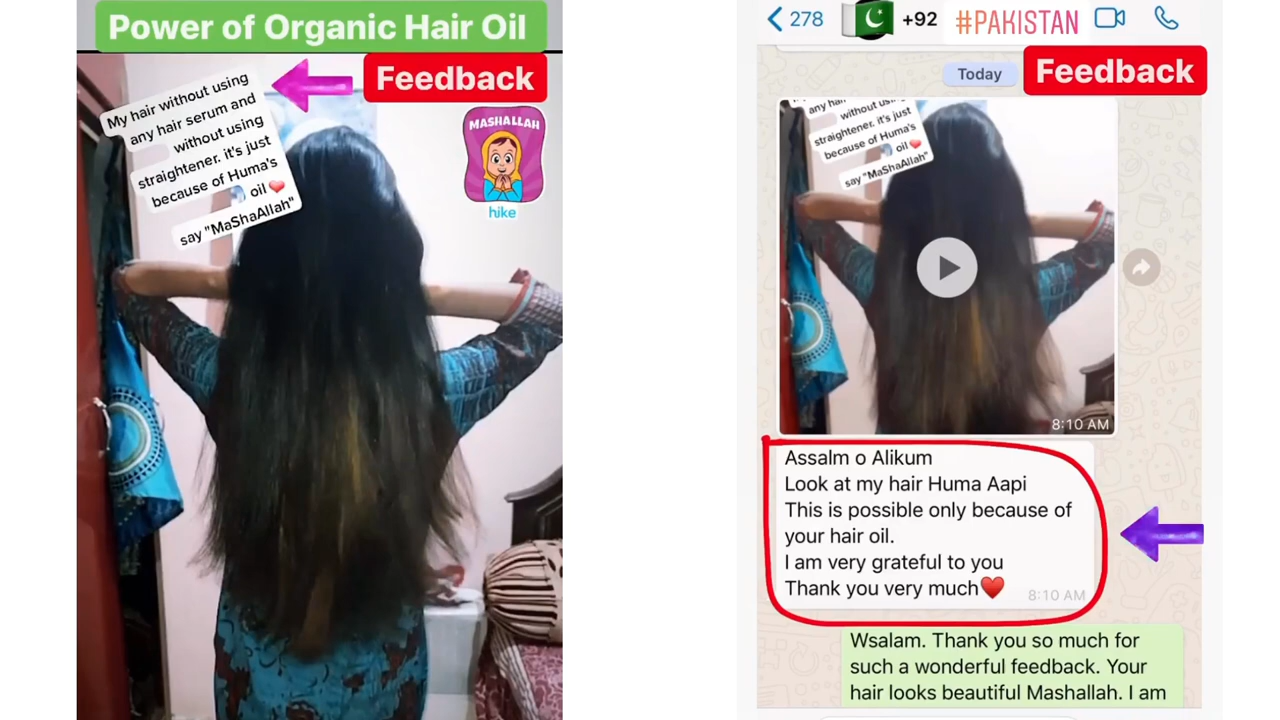 Power of Organic Hair Oil
Feedback
My hair without using
any hair serum and
without using
straightener. it's just
because of Huma's
oil
say "MaShaAllah"
MASHALLAH
hike
278
+92
#PAKISTAN
Feedback
Today
any hair
without using
straightener. it's just
because of Huma's
oil
say "MaShaAllah"
8:10 AM
Assalm o Alikum
Look at my hair Huma Aapi
This is possible only because of
your hair oil.
I am very grateful to you
Thank you very much❤️
8:10 AM
Wsalam. Thank you so much for
such a wonderful feedback. Your
hair looks beautiful Mashallah. I am